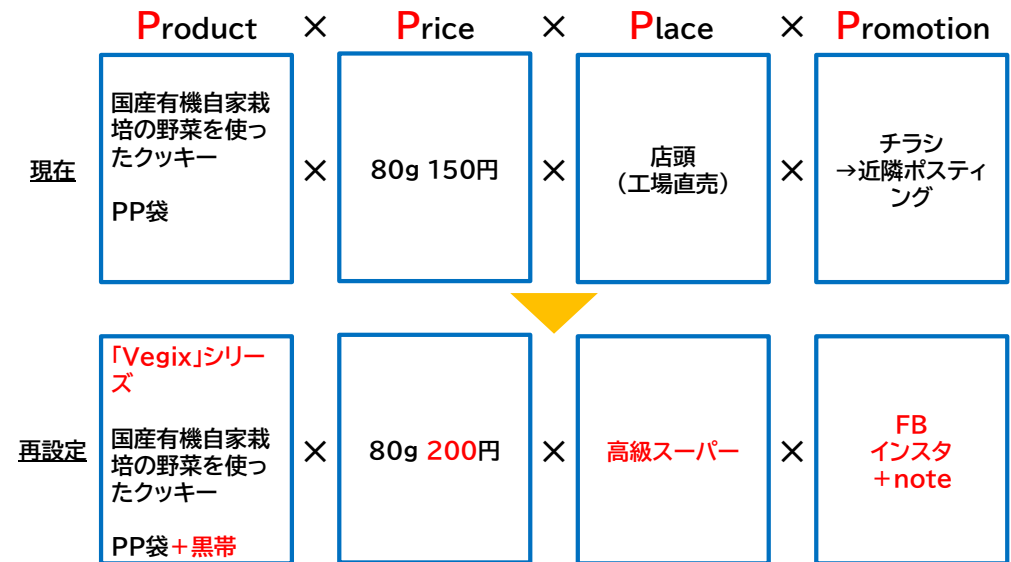 Product × Price × Place × Promotion
現在
国産有機自家栽
培の野菜を使っ
たクッキー
PP袋
×
80g 150円
×
店頭
(工場直売)
×
チラシ
→近隣ポスティ
ング
再設定
「Vegix」シリー
ズ
国産有機自家栽
培の野菜を使っ
たクッキー
PP袋+黒帯
×
80g 200円
×
高級スーパー
×
FB
インスタ
+note